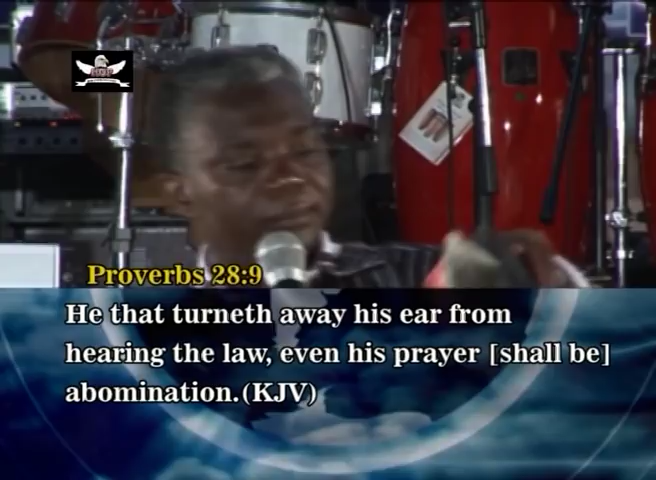 Proverbs 28:9
He that turneth away his ear from
hearing the law, even his prayer [shall be]
abomination.(KJV)